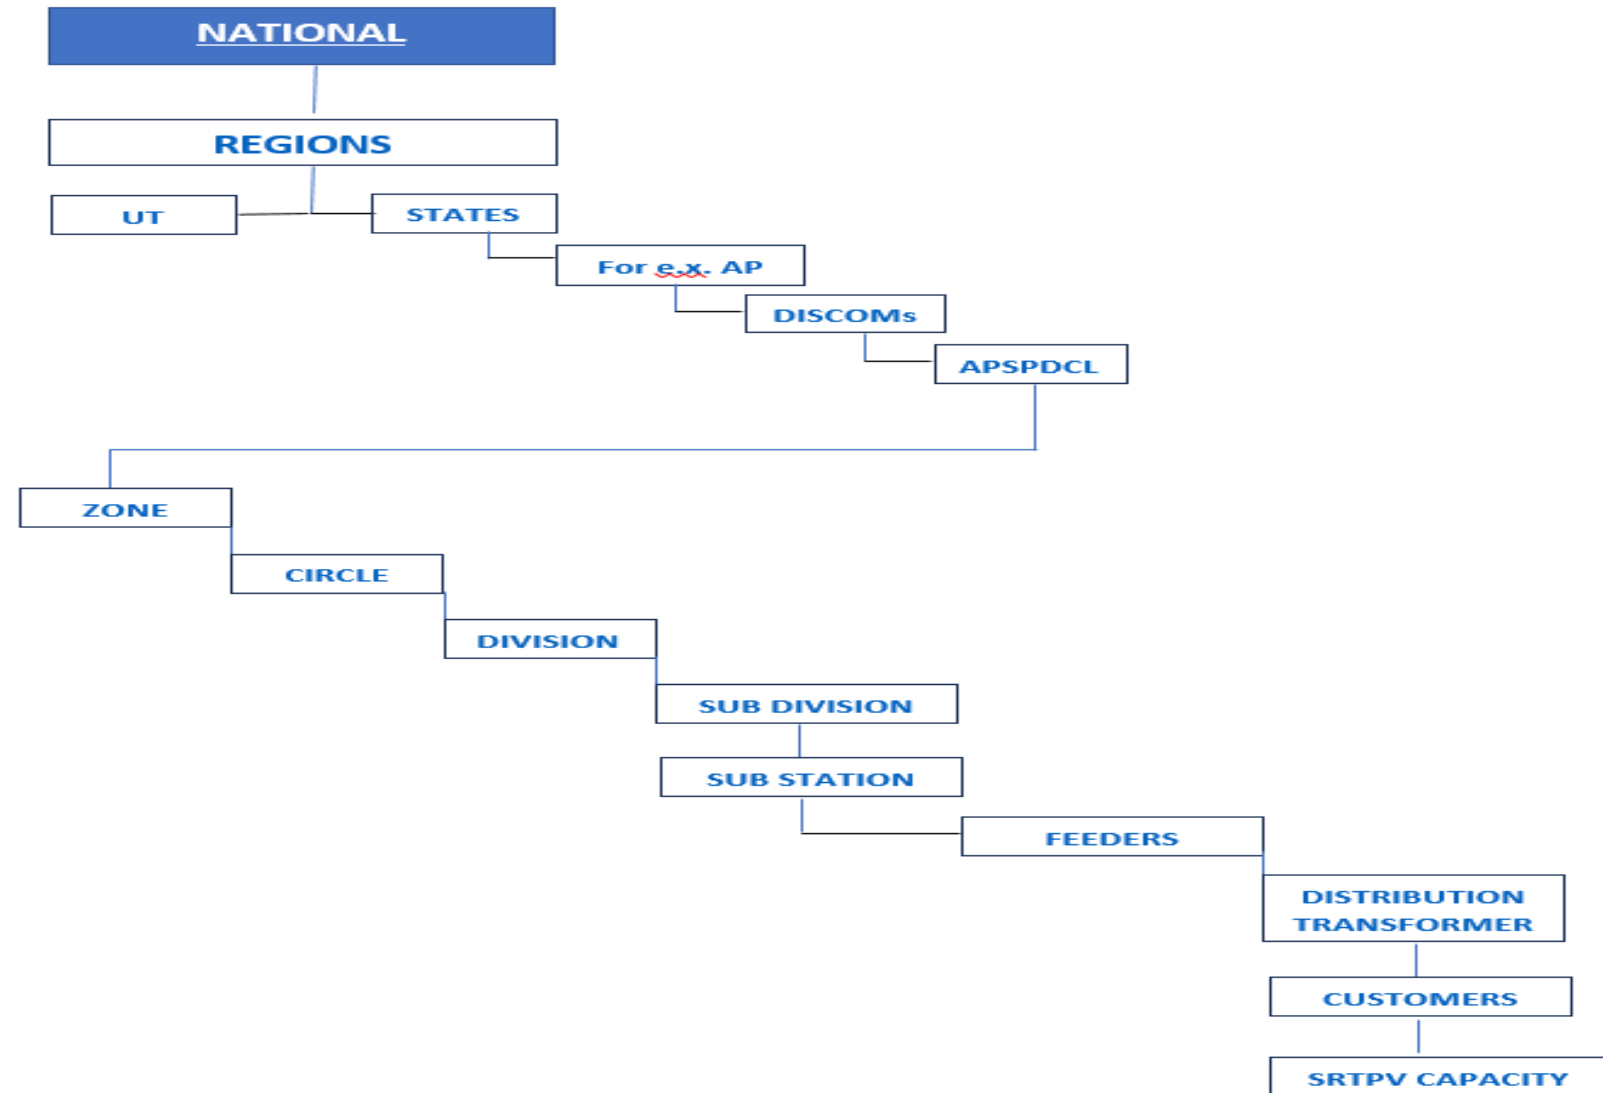 NATIONAL
REGIONS
UT
STATES
For e.x. AP
DISCOMs
APSPDCL
ZONE
CIRCLE
DIVISION
SUB DIVISION
SUB STATION
FEEDERS
DISTRIBUTION
TRANSFORMER
CUSTOMERS
SRTPV CAPACITY